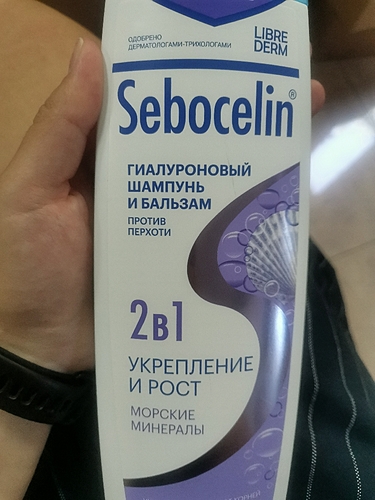 ОДОБРЕНО
ДЕРМАТОЛОГАМИ-ТРИХОЛОГАМИ
LIBRE
DERM
Sebocelin®
ГИАЛУРОНОВЫЙ
ШАМПУНЬ
И БАЛЬЗАМ
ПРОТИВ
ПЕРХОТИ
2в1
УКРЕПЛЕНИЕ
И РОСТ
МОРСКИЕ
МИНЕРАЛЫ